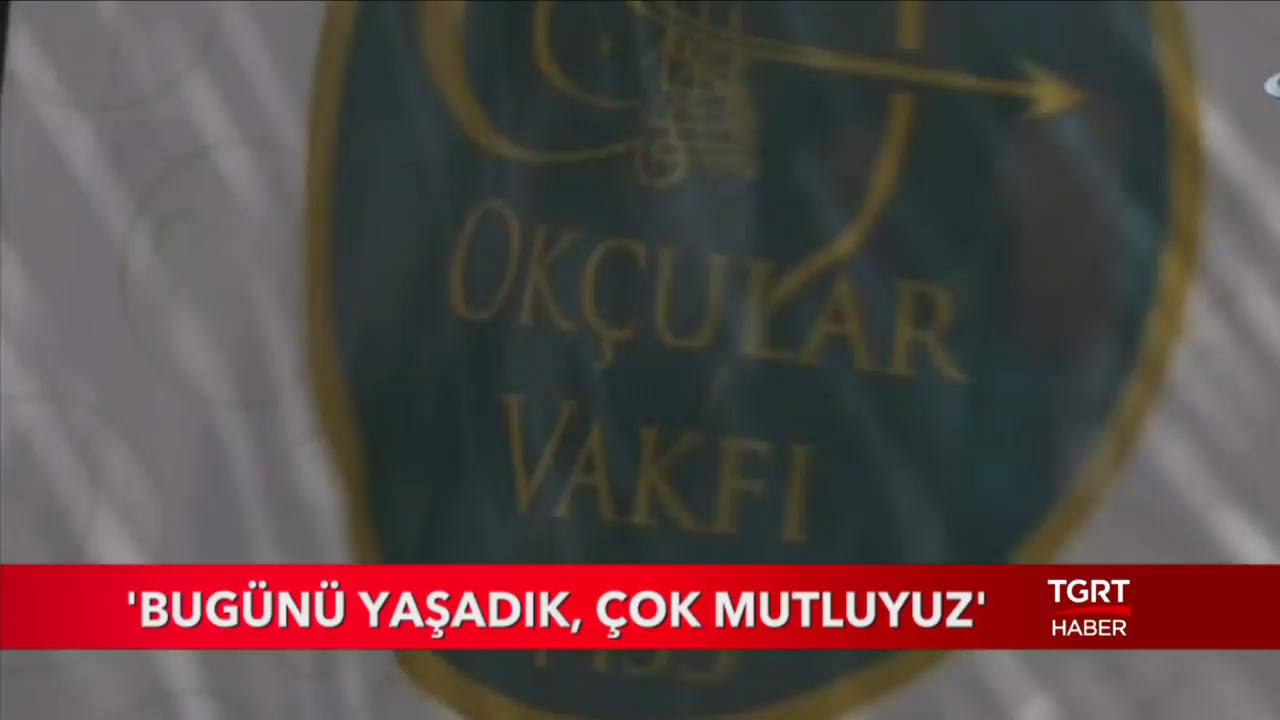 OKÇULAR
VAKFI
'BUGÜNÜ YAŞADIK, ÇOK MUTLUYUZ'
TGRT
HABER